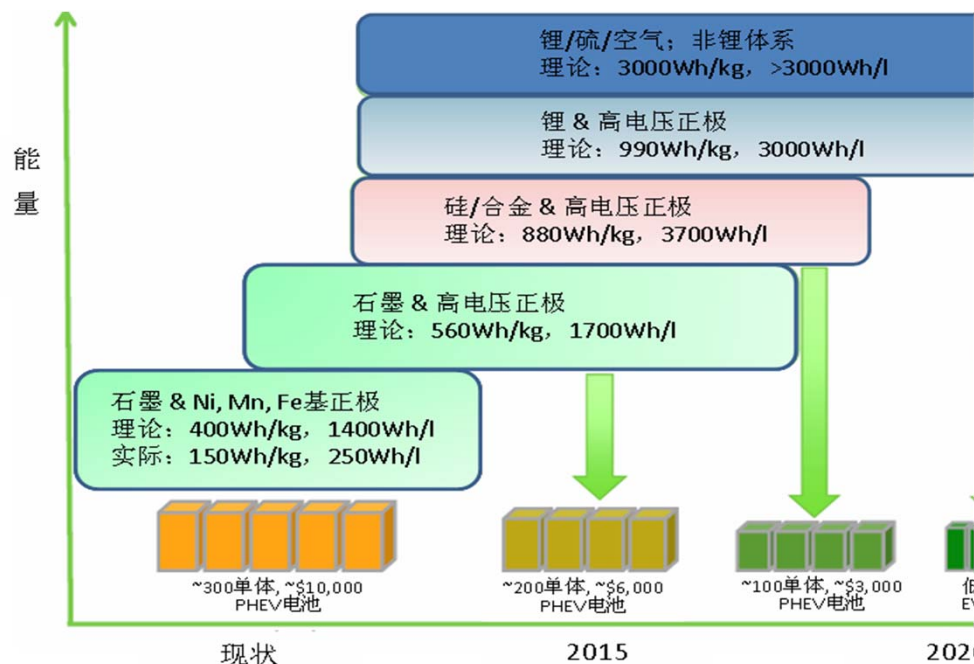 锂/硫/空气；非锂体系
理论：3000Wh/kg，>3000Wh/l
锂 & 高电压正极
理论：990Wh/kg，3000Wh/l
能
量
硅/合金 & 高电压正极
理论：880Wh/kg，3700Wh/l
石墨 & 高电压正极
理论：560Wh/kg，1700Wh/l
石墨 & Ni, Mn, Fe基正极
理论：400Wh/kg，1400Wh/l
实际：150Wh/kg，250Wh/l
~300单体, ~$10,000
PHEV电池
~200单体, ~$6,000
PHEV电池
~100单体, ~$3,000
PHEV电池
现状
2015